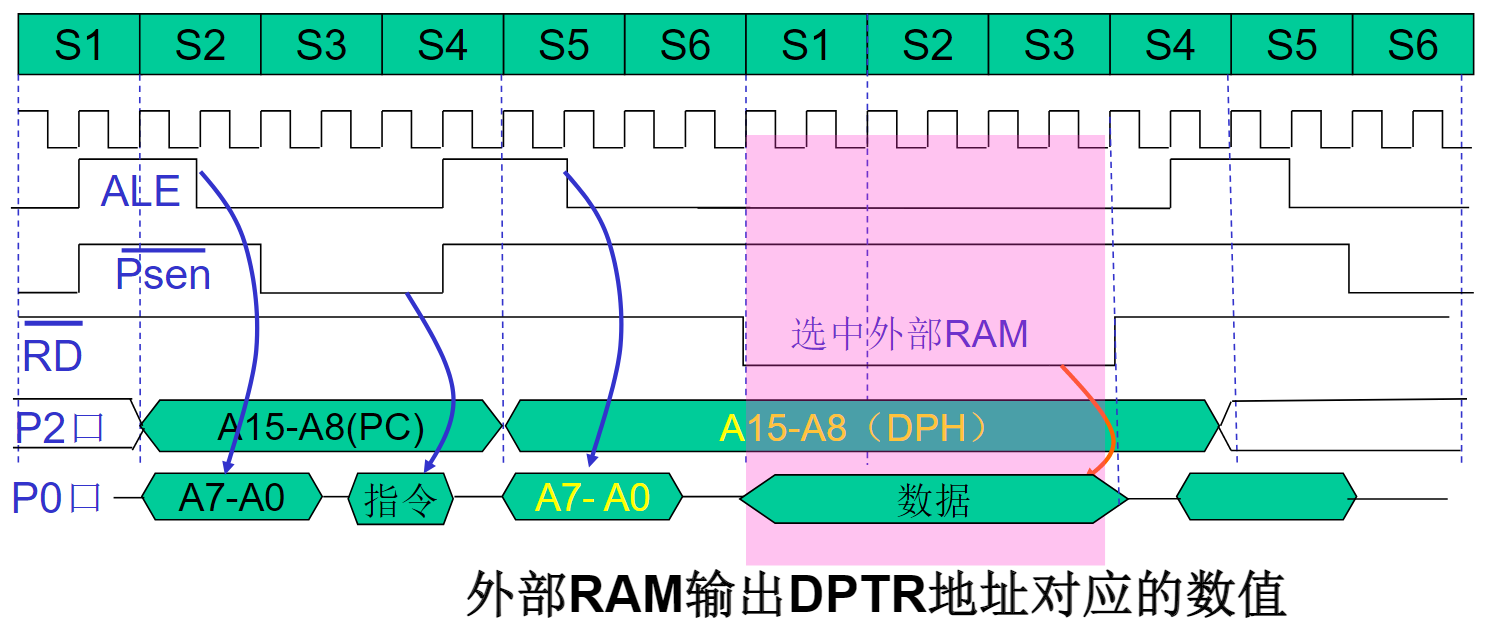 S1 S2 S3 S4 S5 S6 S1 S2 S3 S4 S5 S6
ALE
Psen
RD 选中外部RAM
P2口 A15-A8(PC) A15-A8（DPH）
P0口 A7-A0 指令 A7- A0 数据
外部RAM输出DPTR地址对应的数值